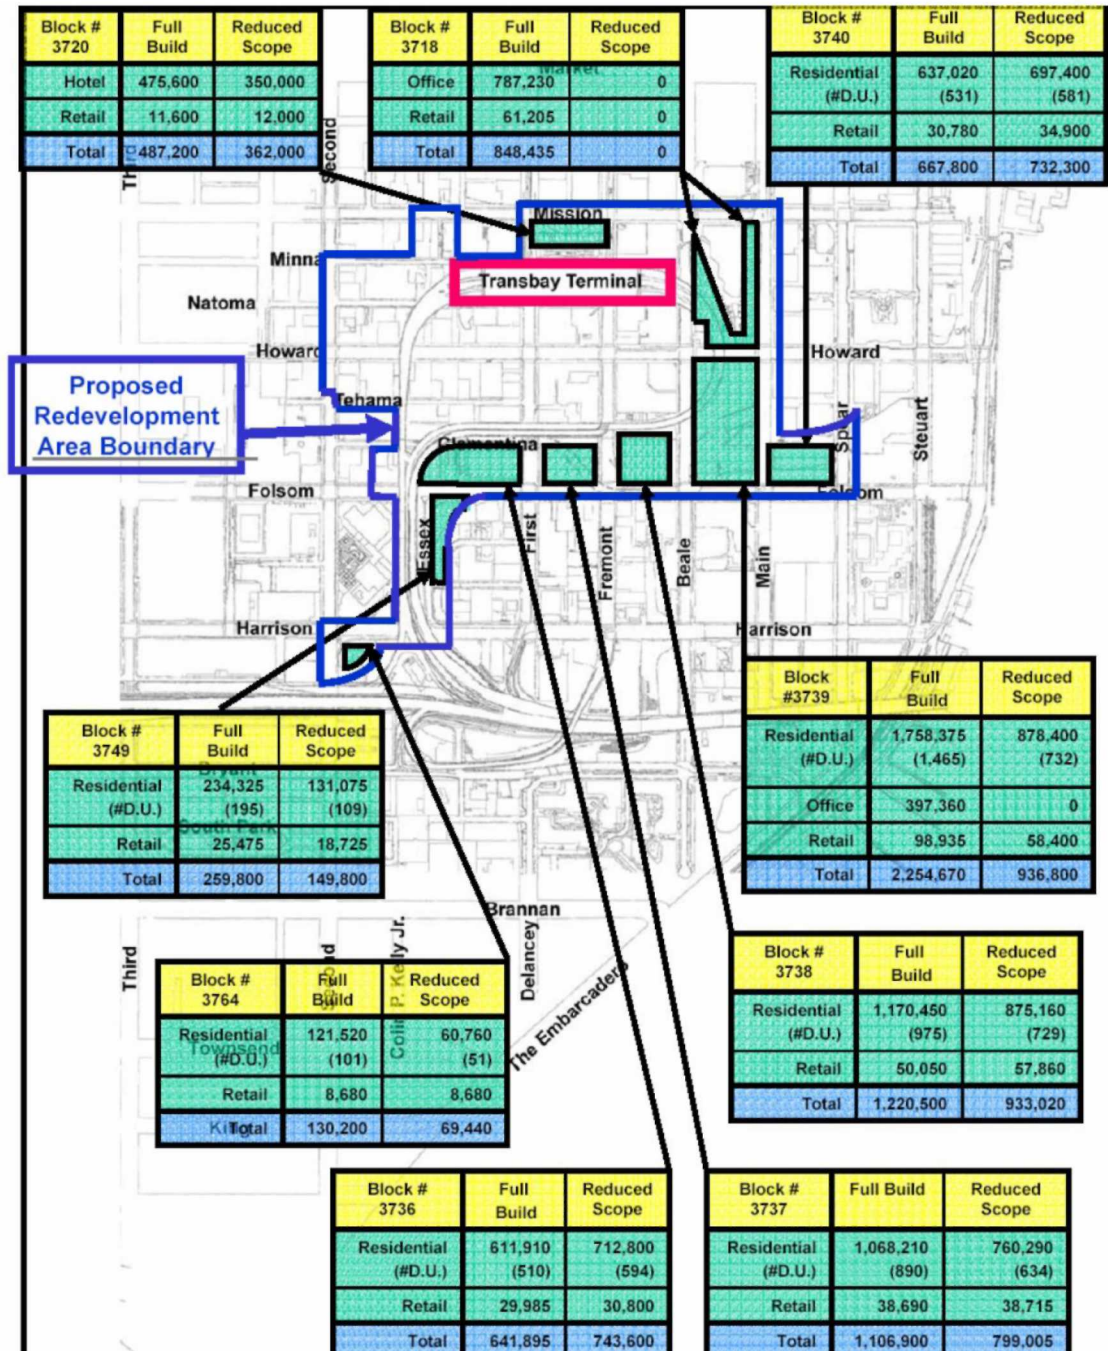 Block # 3720 Full Build Reduced Scope
Hotel 475,600 350,000
Retail 11,600 12,000
Total 487,200 362,000
Block # 3718 Full Build Reduced Scope
Office 787,230 0
Retail 61,205 0
Total 848,435 0
Block # 3740 Full Build Reduced Scope
Residential 637,020 697,400
(#D.U.) (531) (581)
Retail 30,780 34,900
Total 667,800 732,300
Market
Third
Second
Mission
Minna
Transbay Terminal
Natoma
Howard
Howard
Proposed
Redevelopment
Area Boundary
Tehama
Clementina
Spear
Steuart
Folsom
Folsom
Essex
First
Fremont
Beale
Main
Harrison
Harrison
Block #3739 Full Build Reduced Scope
Residential 1,758,375 878,400
(#D.U.) (1,465) (732)
Office 397,360 0
Retail 98,935 58,400
Total 2,254,670 936,800
Block # 3749 Full Build Reduced Scope
Bryant
Residential 234,325 131,075
(#D.U.) (195) (109)
South Park
Retail 25,475 18,725
Total 259,800 149,800
Brannan
Third
Second
Colin P. Kelly Jr.
Delancey
The Embarcadero
Block # 3738 Full Build Reduced Scope
Residential 1,170,450 875,160
(#D.U.) (975) (729)
Retail 50,050 57,860
Total 1,220,500 933,020
Block # 3764 Full Build Reduced Scope
Residential 121,520 60,760
Townsend
(#D.U.) (101) (51)
Retail 8,680 8,680
King
Total 130,200 69,440
Block # 3736 Full Build Reduced Scope
Residential 611,910 712,800
(#D.U.) (510) (594)
Retail 29,985 30,800
Total 641,895 743,600
Block # 3737 Full Build Reduced Scope
Residential 1,068,210 760,290
(#D.U.) (890) (634)
Retail 38,690 38,715
Total 1,106,900 799,005